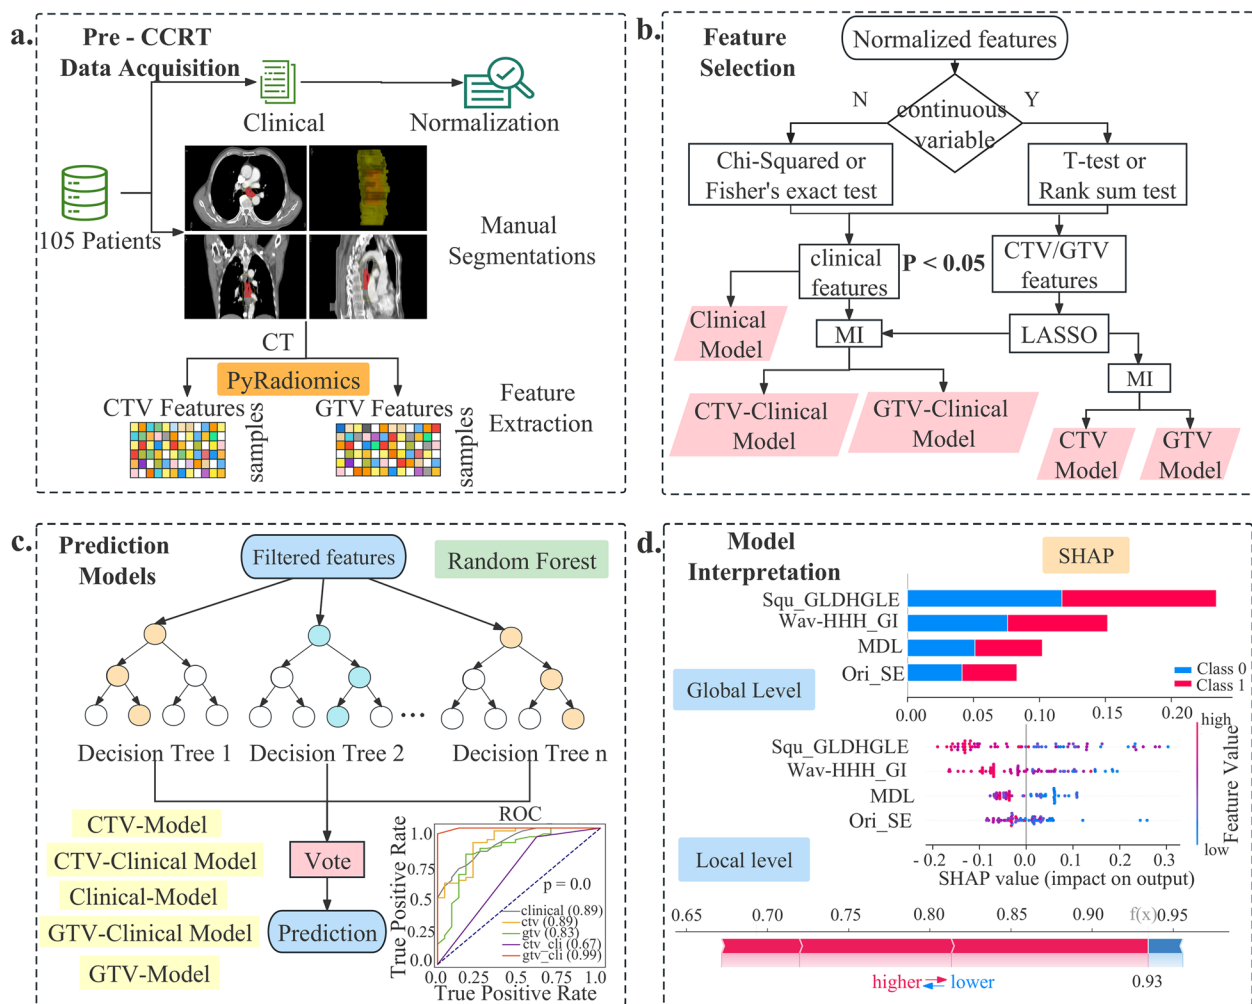 a.
Pre - CCRT
Data Acquisition
Clinical
Normalization
105 Patients
Manual
Segmentations
CT
PyRadiomics
CTV Features
GTV Features
samples
samples
Feature
Extraction
b.
Feature
Selection
Normalized features
N
continuous
variable
Y
Chi-Squared or
Fisher's exact test
T-test or
Rank sum test
clinical
features
P < 0.05
CTV/GTV
features
Clinical
Model
MI
LASSO
MI
CTV-Clinical
Model
GTV-Clinical
Model
CTV
Model
GTV
Model
c.
Prediction
Models
Filtered features
Random Forest
...
Decision Tree 1
Decision Tree 2
Decision Tree n
CTV-Model
CTV-Clinical Model
Clinical-Model
GTV-Clinical Model
GTV-Model
Vote
Prediction
ROC
True Positive Rate
1.0
0.75
0.5
0.25
0.0
p = 0.0
clinical (0.89)
ctv (0.89)
gtv (0.83)
ctv_cli (0.67)
gtv_cli (0.99)
0.0 0.25 0.5 0.75 1.0
True Positive Rate
d.
Model
Interpretation
SHAP
Squ_GLDHGLE
Wav-HHH_GI
MDL
Ori_SE
Class 0
Class 1
0.00 0.05 0.10 0.15 0.20
Global Level
Squ_GLDHGLE
Wav-HHH_GI
MDL
Ori_SE
high
Feature Value
low
-0.2 -0.1 0.0 0.1 0.2 0.3
SHAP value (impact on output)
Local level
0.65 0.70 0.75 0.80 0.85 0.90 f(x) 0.95
higher lower
0.93